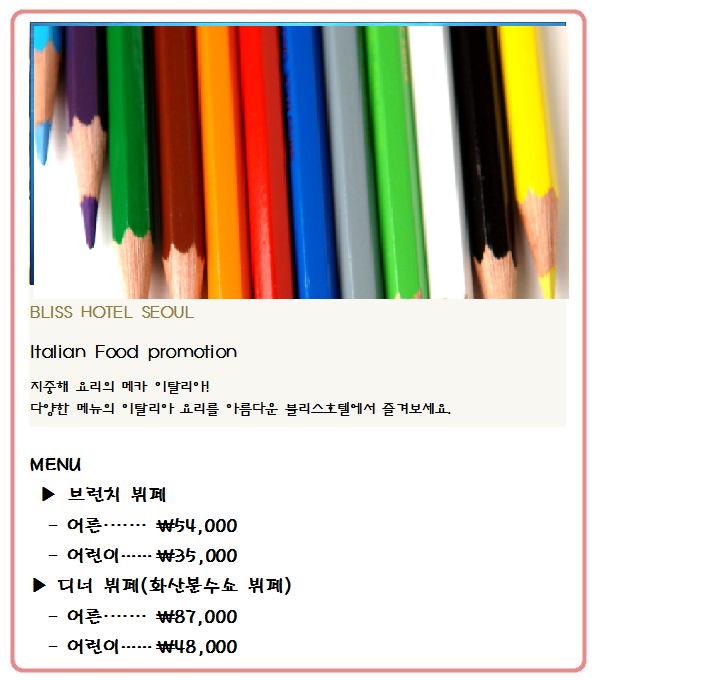 BLISS HOTEL SEOUL
Italian Food promotion
지중해 요리의 메카 이탈리아!
다양한 메뉴의 이탈리아 요리를 아름다운 블리스호텔에서 즐겨보세요.
MENU
▶ 브런치 뷔페
- 어른······· ₩54,000
- 어린이······ ₩35,000
▶ 디너 뷔페(화산분수쇼 뷔페)
- 어른······· ₩87,000
- 어린이······ ₩48,000